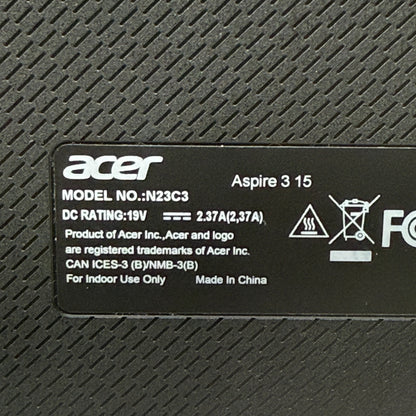 acer
Aspire 3 15
MODEL NO.:N23C3
DC RATING:19V ⎓ 2.37A(2,37A)
Product of Acer Inc.,Acer and logo
are registered trademarks of Acer Inc.
CAN ICES-3 (B)/NMB-3(B)
For Indoor Use Only Made In China